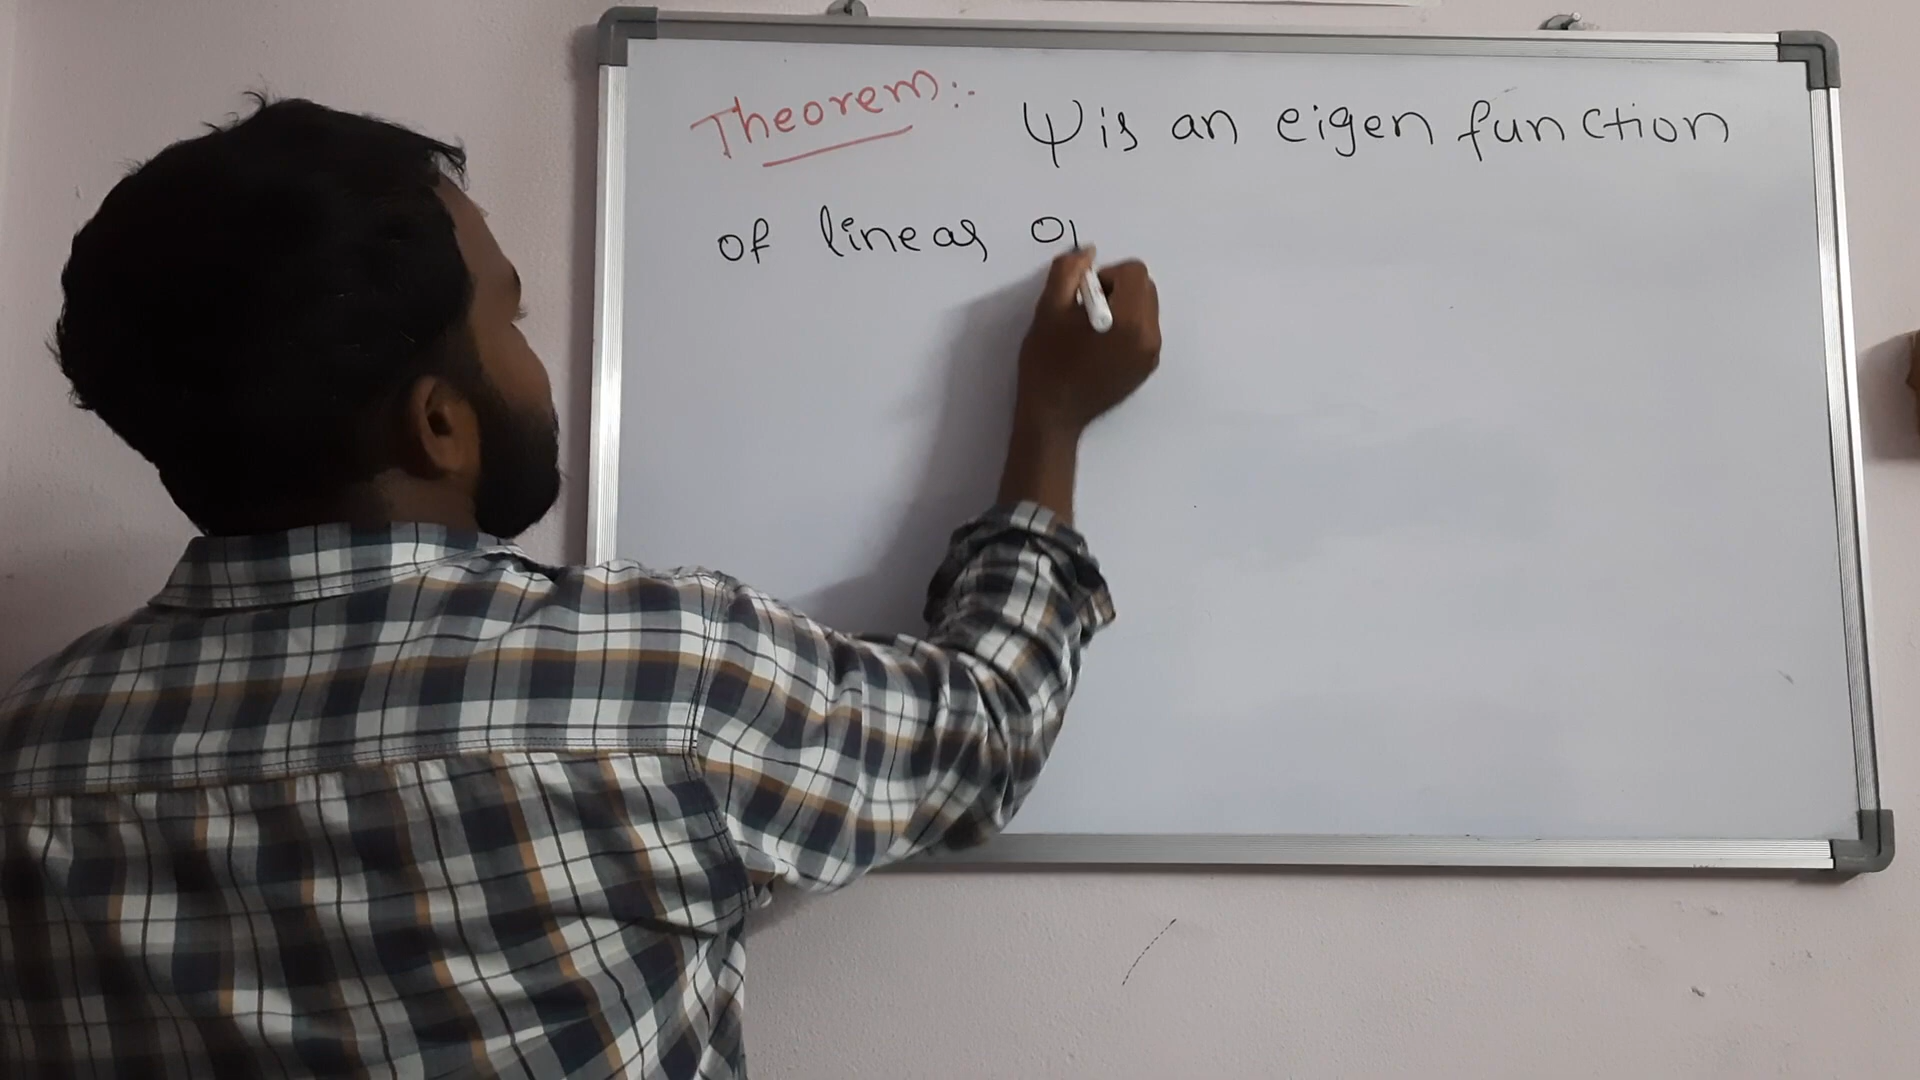 Theorem:- ψ is an eigen function
of linear